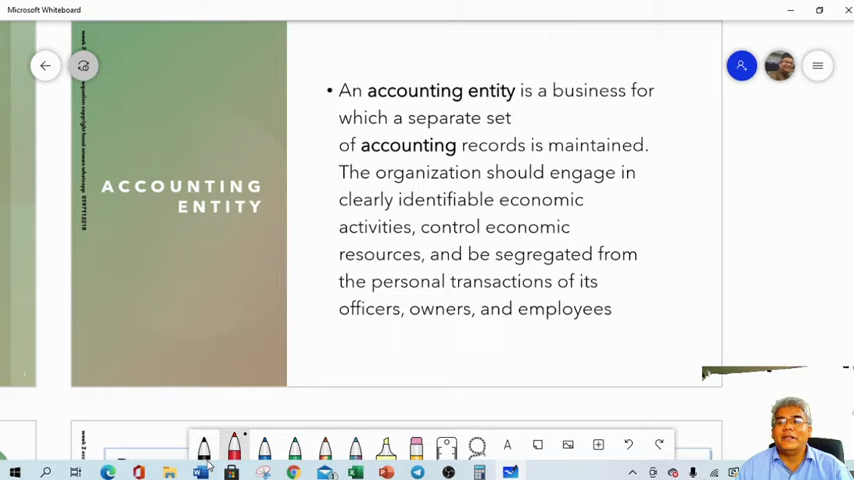 Microsoft Whiteboard
ACCOUNTING
ENTITY
• An accounting entity is a business for
which a separate set
of accounting records is maintained.
The organization should engage in
clearly identifiable economic
activities, control economic
resources, and be segregated from
the personal transactions of its
officers, owners, and employees